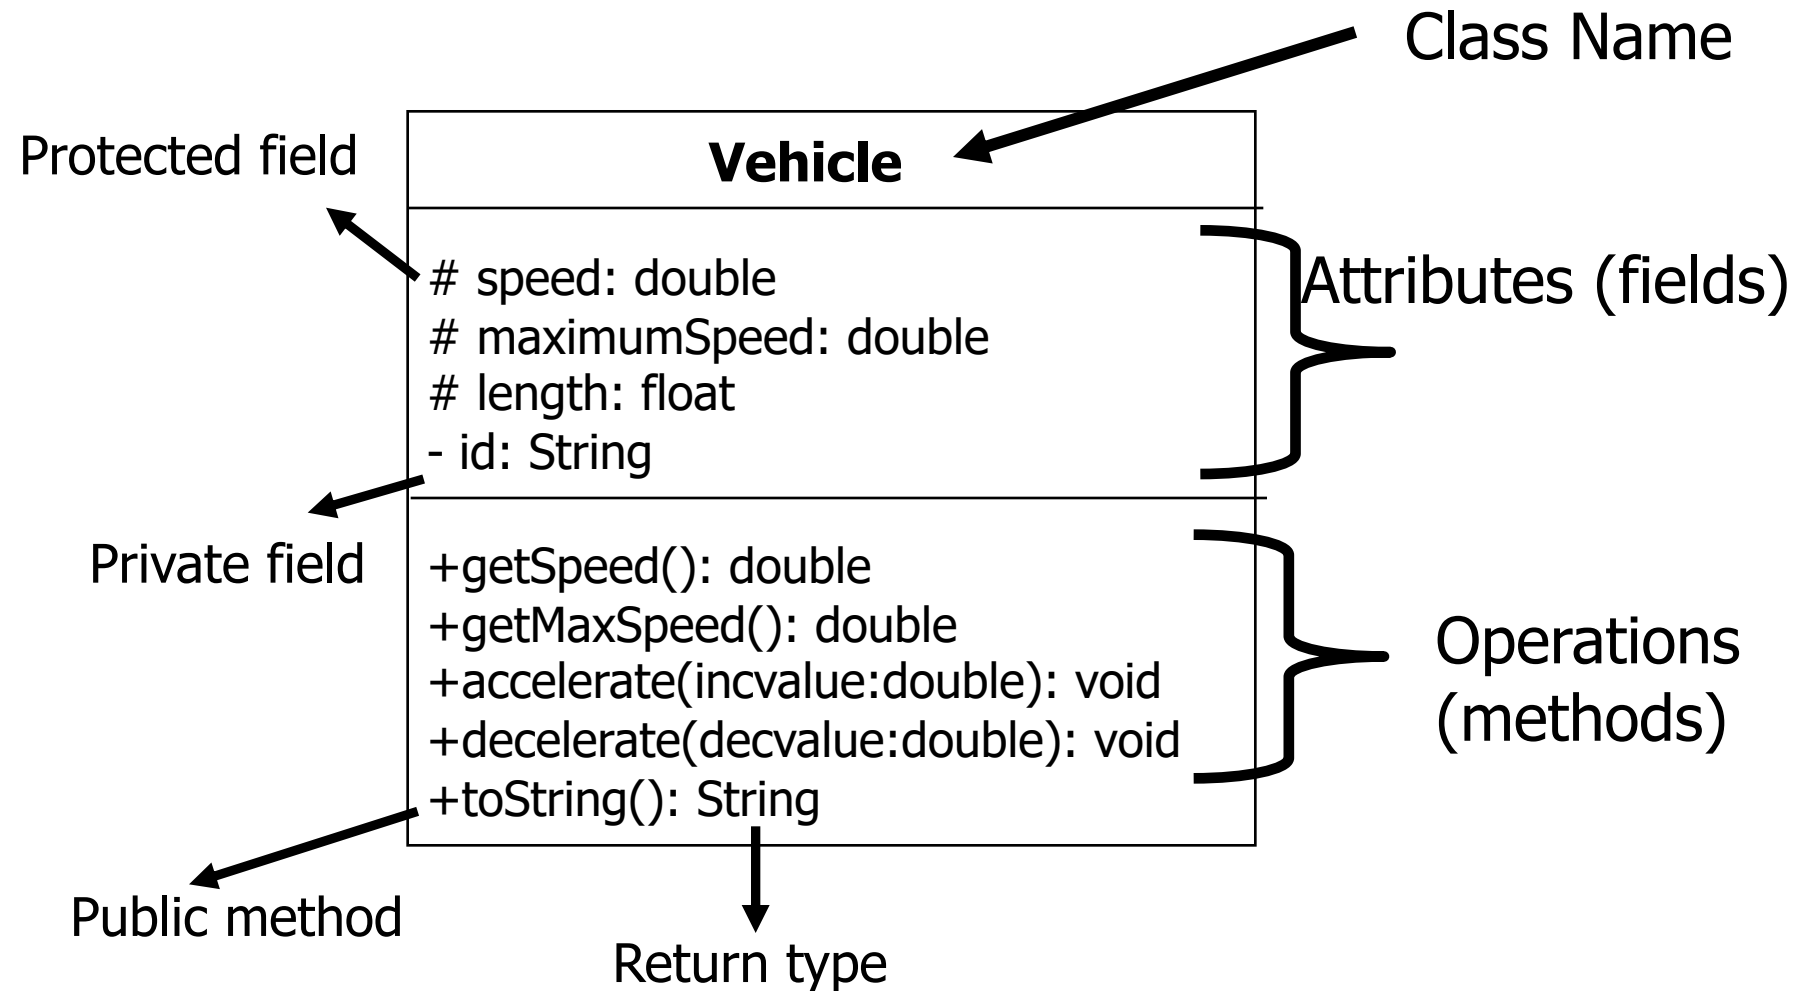 Class Name
Protected field
Vehicle
# speed: double
# maximumSpeed: double
# length: float
- id: String
Attributes (fields)
Private field
+getSpeed(): double
+getMaxSpeed(): double
+accelerate(incvalue:double): void
+decelerate(decvalue:double): void
+toString(): String
Operations
(methods)
Public method
Return type